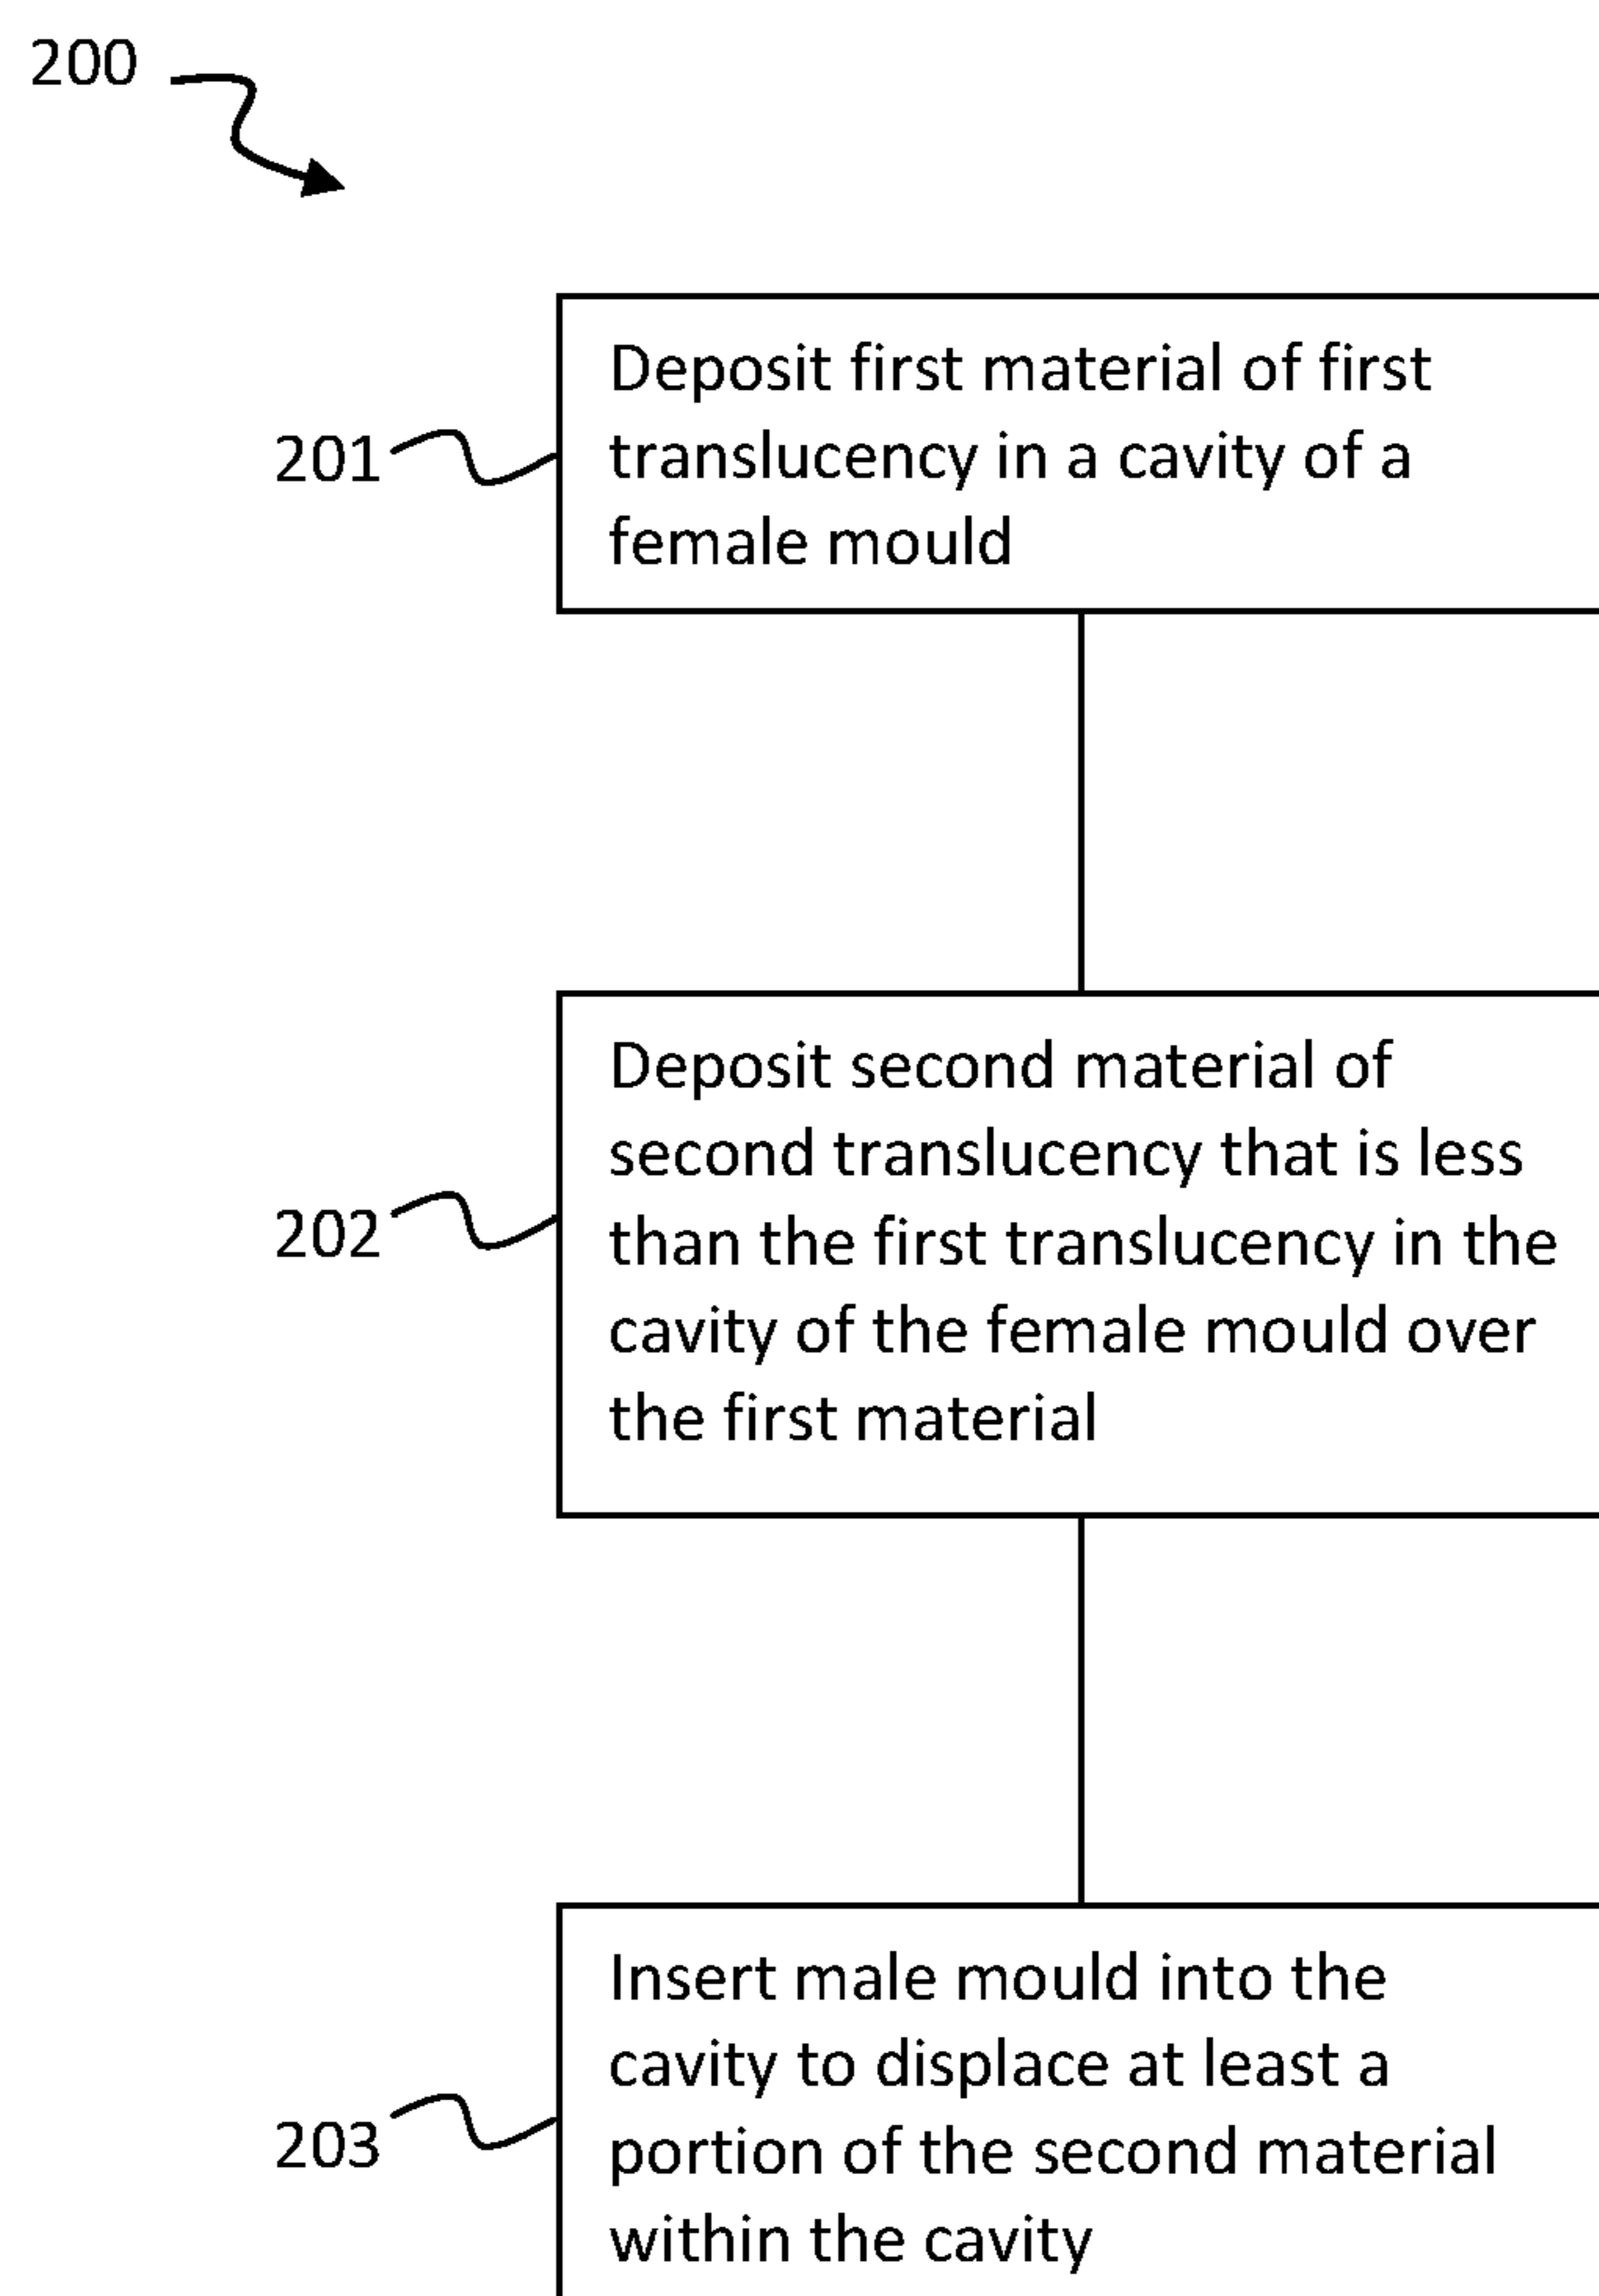 200
201
Deposit first material of first
translucency in a cavity of a
female mould
202
Deposit second material of
second translucency that is less
than the first translucency in the
cavity of the female mould over
the first material
203
Insert male mould into the
cavity to displace at least a
portion of the second material
within the cavity